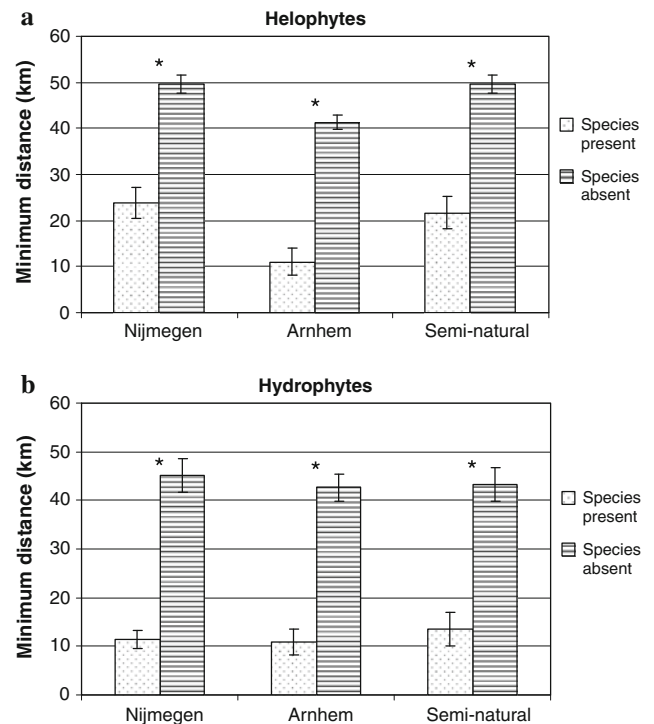 a
Helophytes
Minimum distance (km)
60
50
40
30
20
10
0
*
*
*
Nijmegen
Arnhem
Semi-natural
Species
present
Species
absent
b
Hydrophytes
Minimum distance (km)
60
50
40
30
20
10
0
*
*
*
Nijmegen
Arnhem
Semi-natural
Species
present
Species
absent